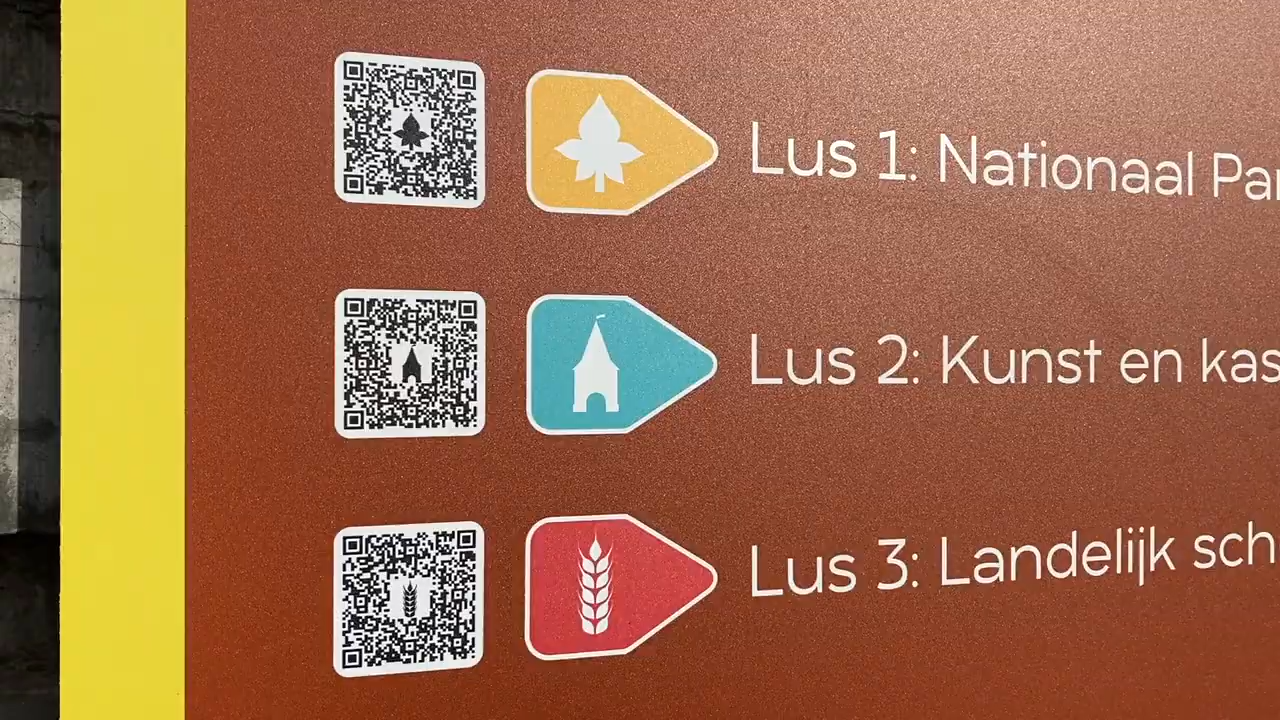 Lus 1: Nationaal Pa
Lus 2: Kunst en kas
Lus 3: Landelijk sch